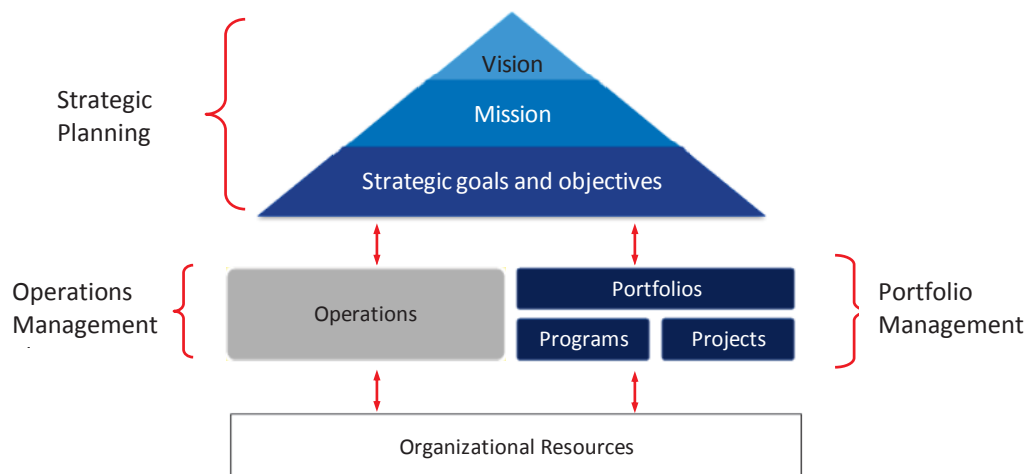 Vision
Strategic
Planning
Mission
Strategic goals and objectives
Operations
Management
Operations
Portfolios
Programs
Projects
Portfolio
Management
Organizational Resources